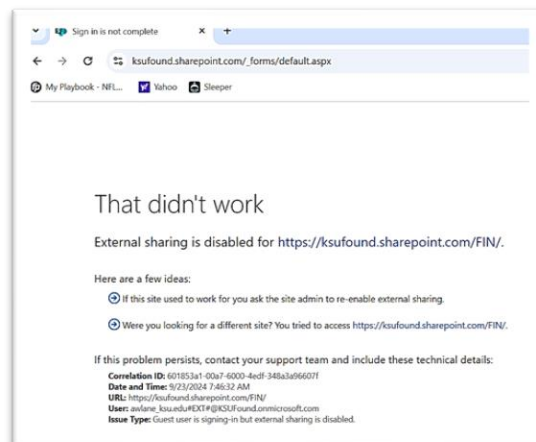 Sign in is not complete
ksufound.sharepoint.com/_forms/default.aspx
My Playbook - NFL... Yahoo Sleeper
That didn't work
External sharing is disabled for https://ksufound.sharepoint.com/FIN/.
Here are a few ideas:
If this site used to work for you ask the site admin to re-enable external sharing.
Were you looking for a different site? You tried to access https://ksufound.sharepoint.com/FIN/.
If this problem persists, contact your support team and include these technical details:
Correlation ID: 601853a1-00a7-6000-4edf-348a3a96607f
Date and Time: 9/23/2024 7:46:32 AM
URL: https://ksufound.sharepoint.com/FIN/
User: awlane_ksu.edu#EXT#@KSUFound.onmicrosoft.com
Issue Type: Guest user is signing-in but external sharing is disabled.